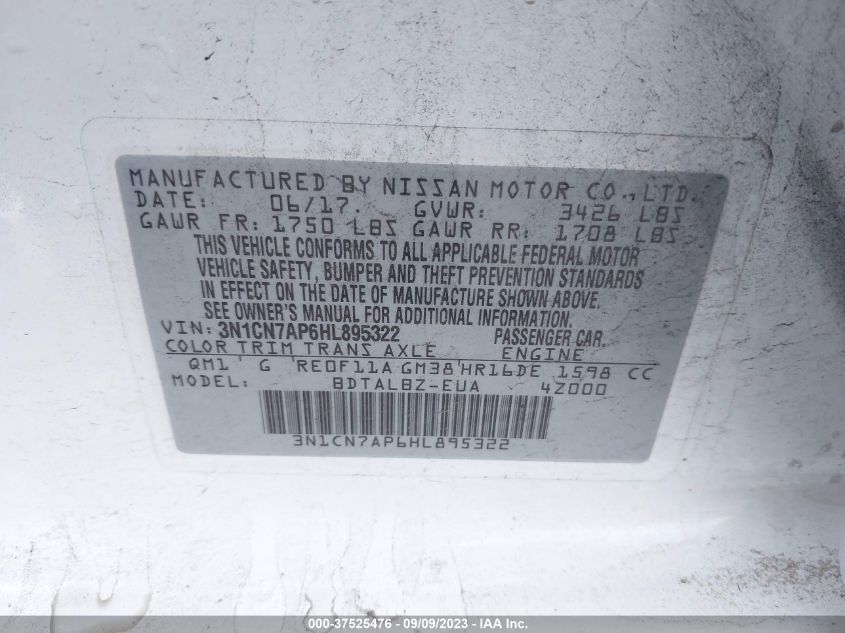 MANUFACTURED BY NISSAN MOTOR CO., LTD.
DATE: 06/17. GVWR: 3426 LBS
GAWR FR: 1750 LBS GAWR RR: 1708 LBS
THIS VEHICLE CONFORMS TO ALL APPLICABLE FEDERAL MOTOR
VEHICLE SAFETY, BUMPER AND THEFT PREVENTION STANDARDS
IN EFFECT ON THE DATE OF MANUFACTURE SHOWN ABOVE.
SEE OWNER'S MANUAL FOR ADDITIONAL INFORMATION.
VIN: 3N1CN7AP6HL895322 PASSENGER CAR.
COLOR TRIM TRANS AXLE ENGINE
QM1 G RE0F11A GM38 HR16DE 1598 CC
MODEL: BDTALBZ-EUA 4Z000
3N1CN7AP6HL895322
000-37525476 - 09/09/2023 - IAA Inc.